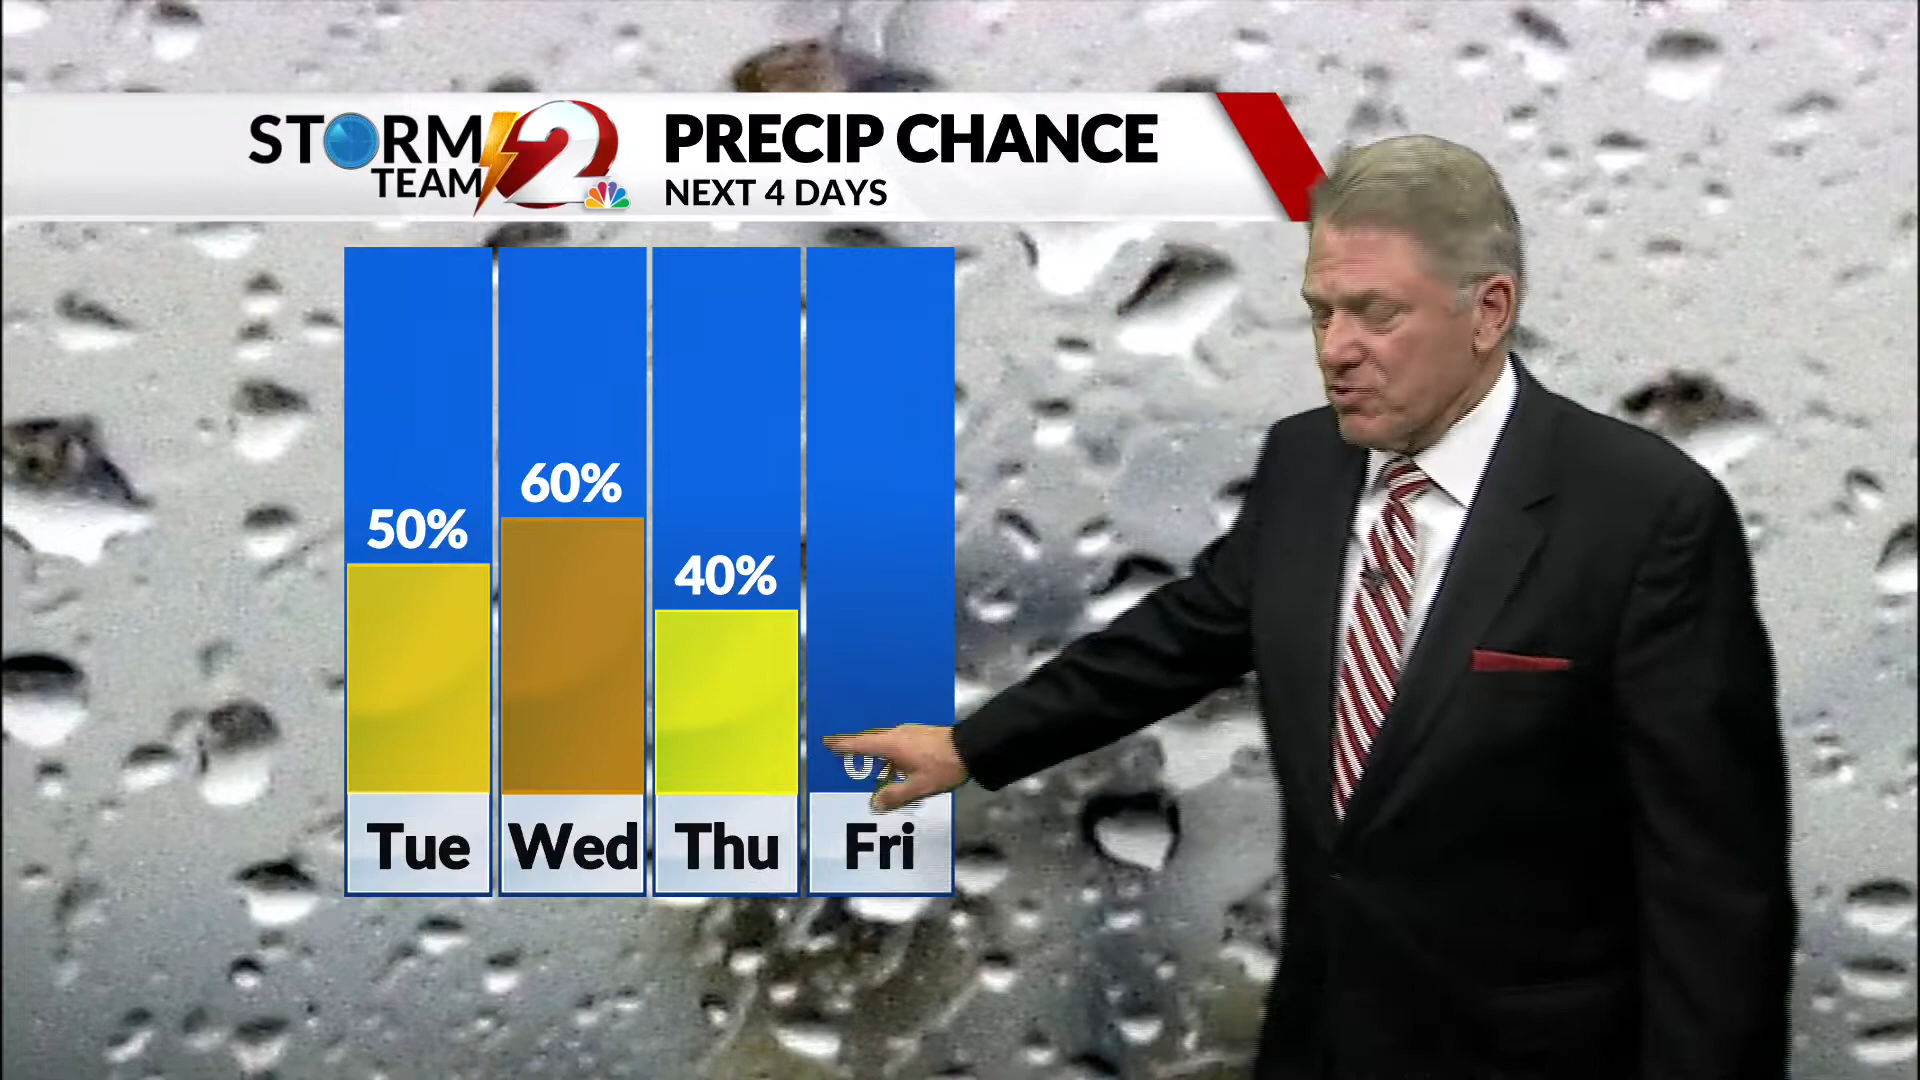 STORM
TEAM
2
PRECIP CHANCE
NEXT 4 DAYS
50%
60%
40%
Tue
Wed
Thu
Fri